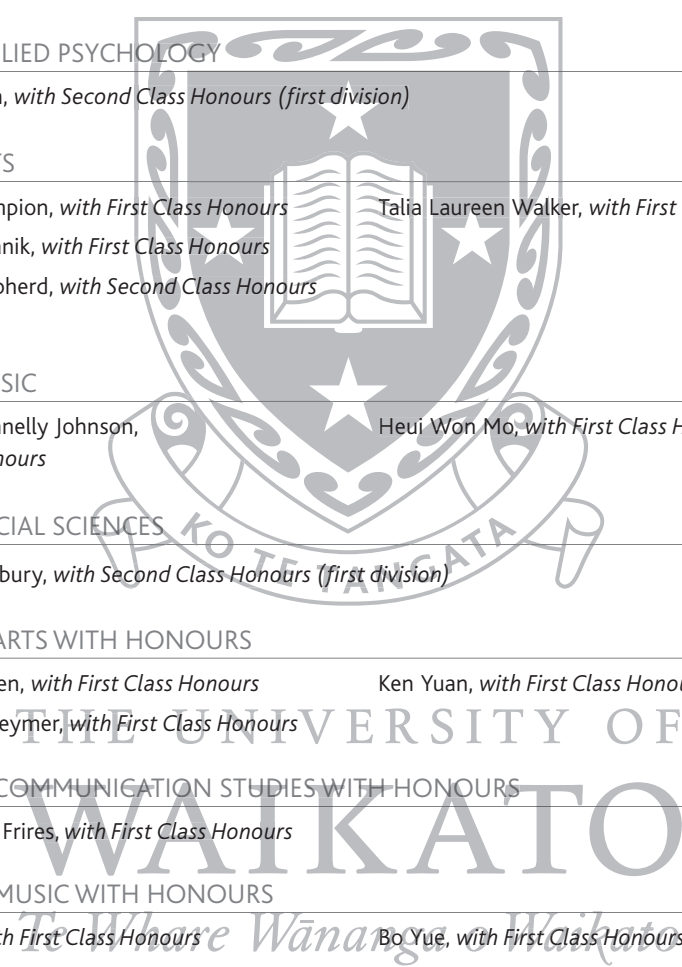 LIED PSYCHOLOGY
, with Second Class Honours (first division)
TS
mpion, with First Class Honours
Talia Laureen Walker, with First
nik, with First Class Honours
pherd, with Second Class Honours
SIC
nnelly Johnson,
nours
Heui Won Mo, with First Class H
CIAL SCIENCES
KO TE TANGATA
bury, with Second Class Honours (first division)
ARTS WITH HONOURS
en, with First Class Honours
Ken Yuan, with First Class Honou
eymer, with First Class Honours
THE UNIVERSITY OF
COMMUNICATION STUDIES WITH HONOURS
WAIKATO
Frires, with First Class Honours
MUSIC WITH HONOURS
th First Class Honours
Bo Yue, with First Class Honours
Te Whare Wānanga o Waikato